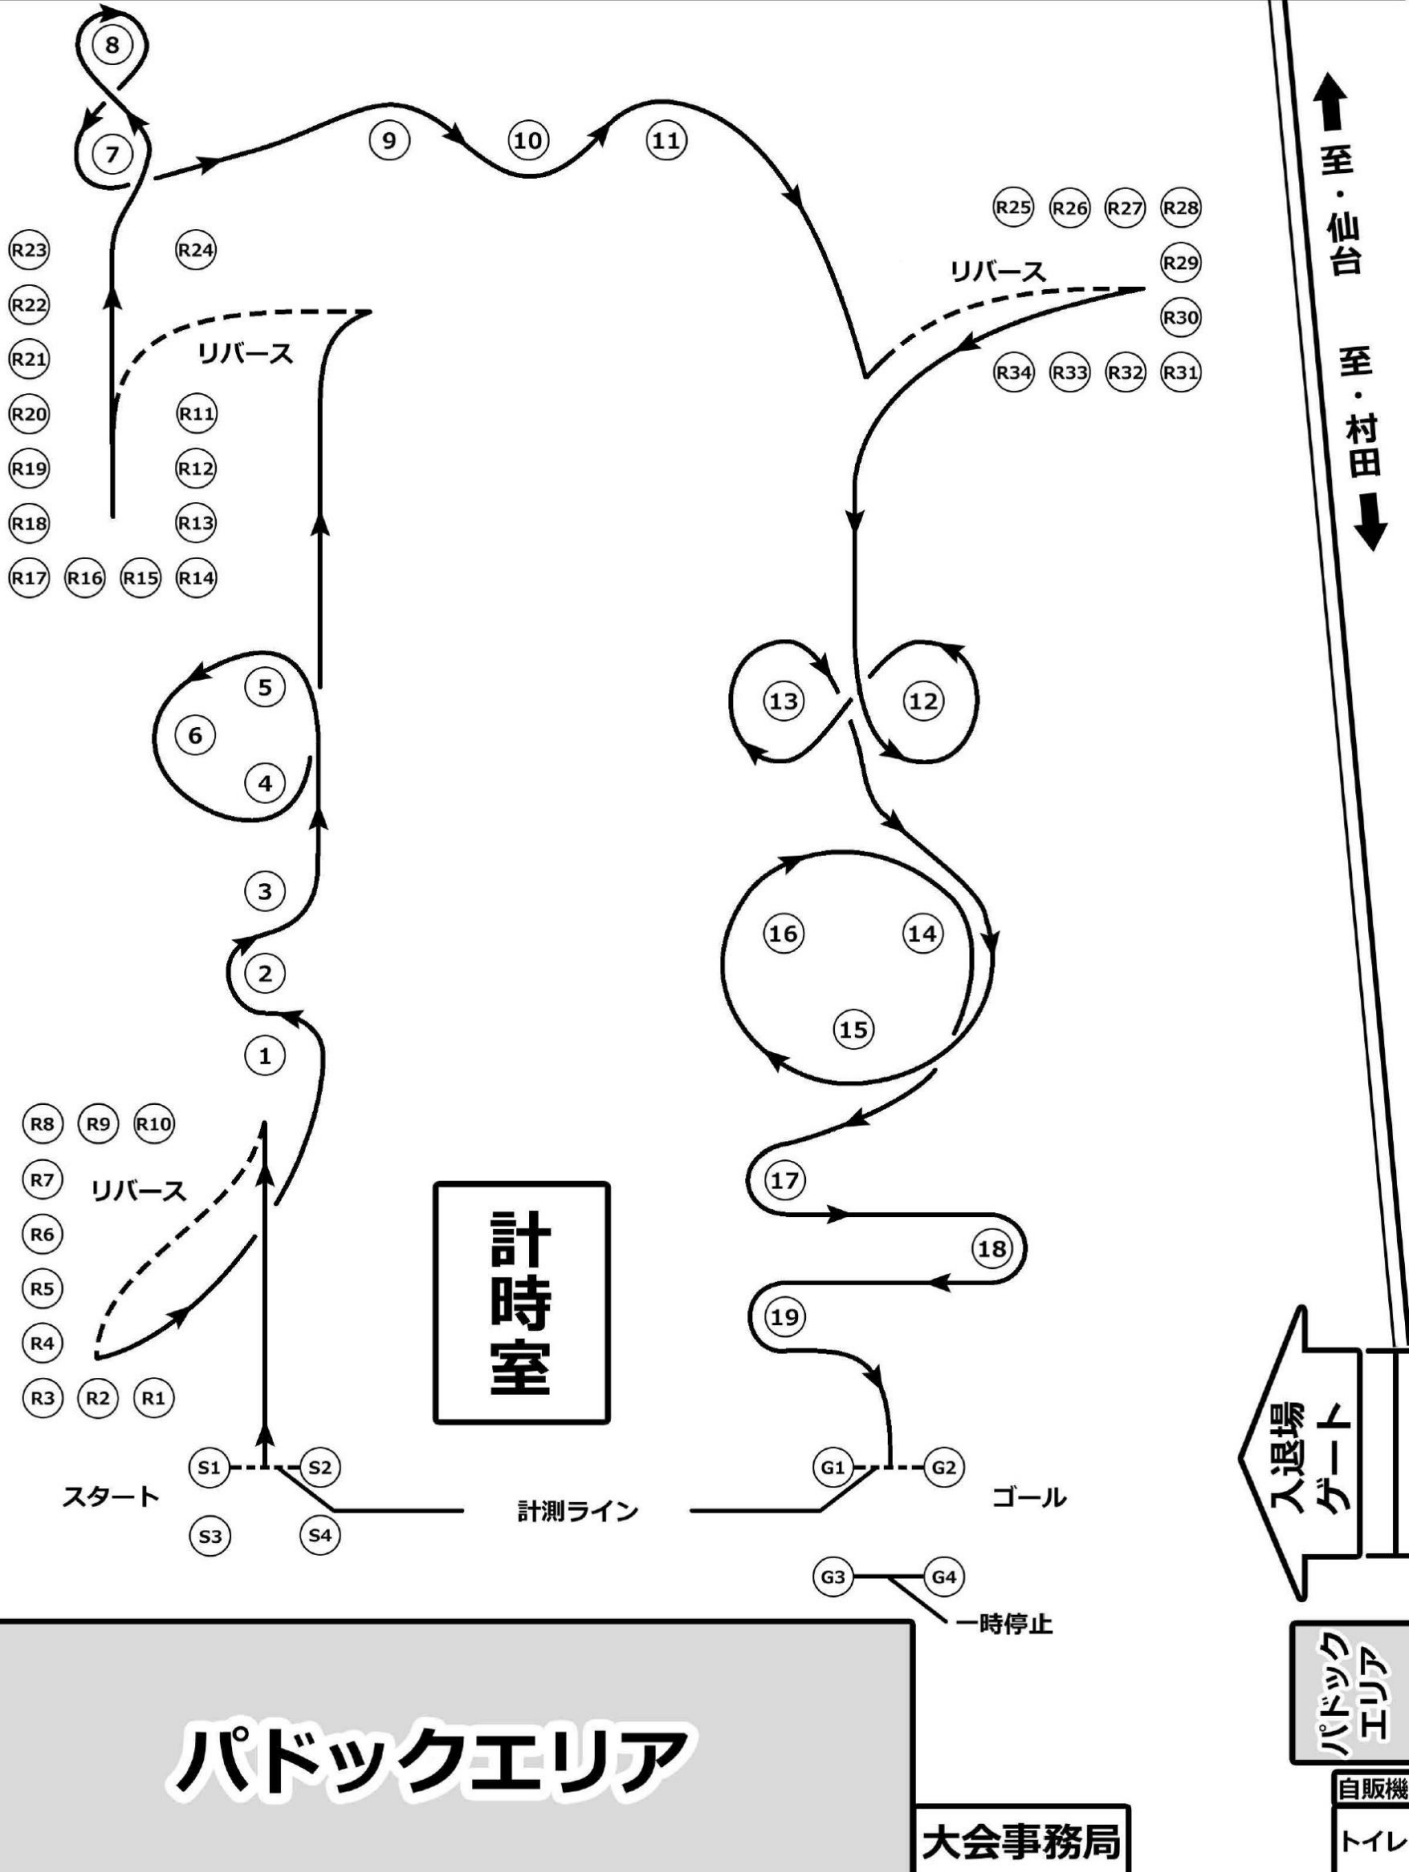 8
7
9
10
11
R23
R24
R25 R26 R27 R28
R29
R30
R34 R33 R32 R31
リバース
R22
R21
R20
R19
R18
R17 R16 R15 R14
R11
R12
R13
リバース
至・仙台
至・村田
5
6
4
3
2
1
13
12
16
14
15
17
18
19
R8 R9 R10
R7
R6
R5
R4
R3 R2 R1
リバース
計時室
S1 S2
S3 S4
スタート
計測ライン
G1 G2
ゴール
G3 G4
一時停止
入退場
ゲート
パドックエリア
大会事務局
パドック
エリア
自販機
トイレ